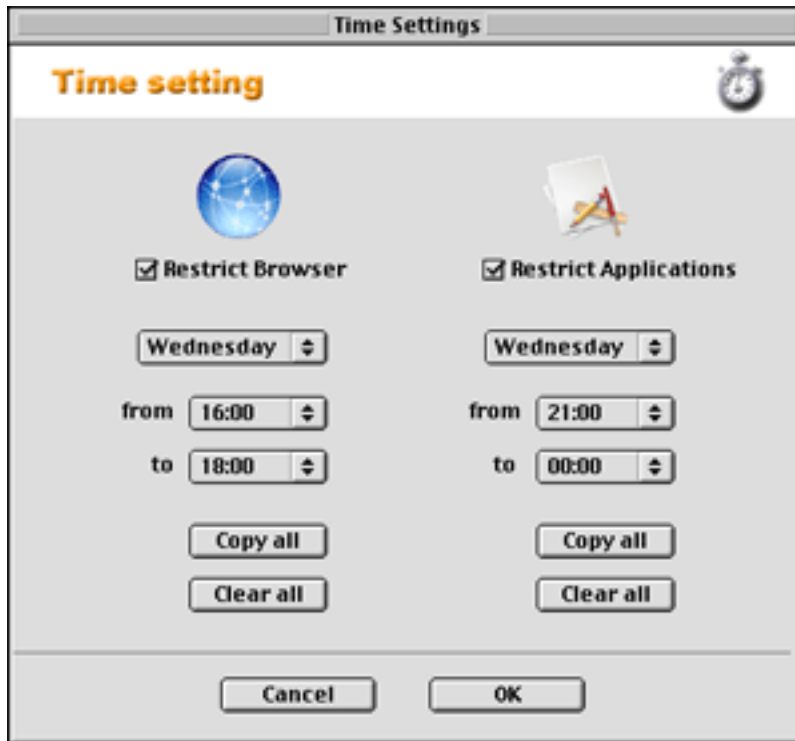 Time Settings
Time setting
Restrict Browser
Restrict Applications
Wednesday
Wednesday
from 16:00
from 21:00
to 18:00
to 00:00
Copy all
Copy all
Clear all
Clear all
Cancel
OK